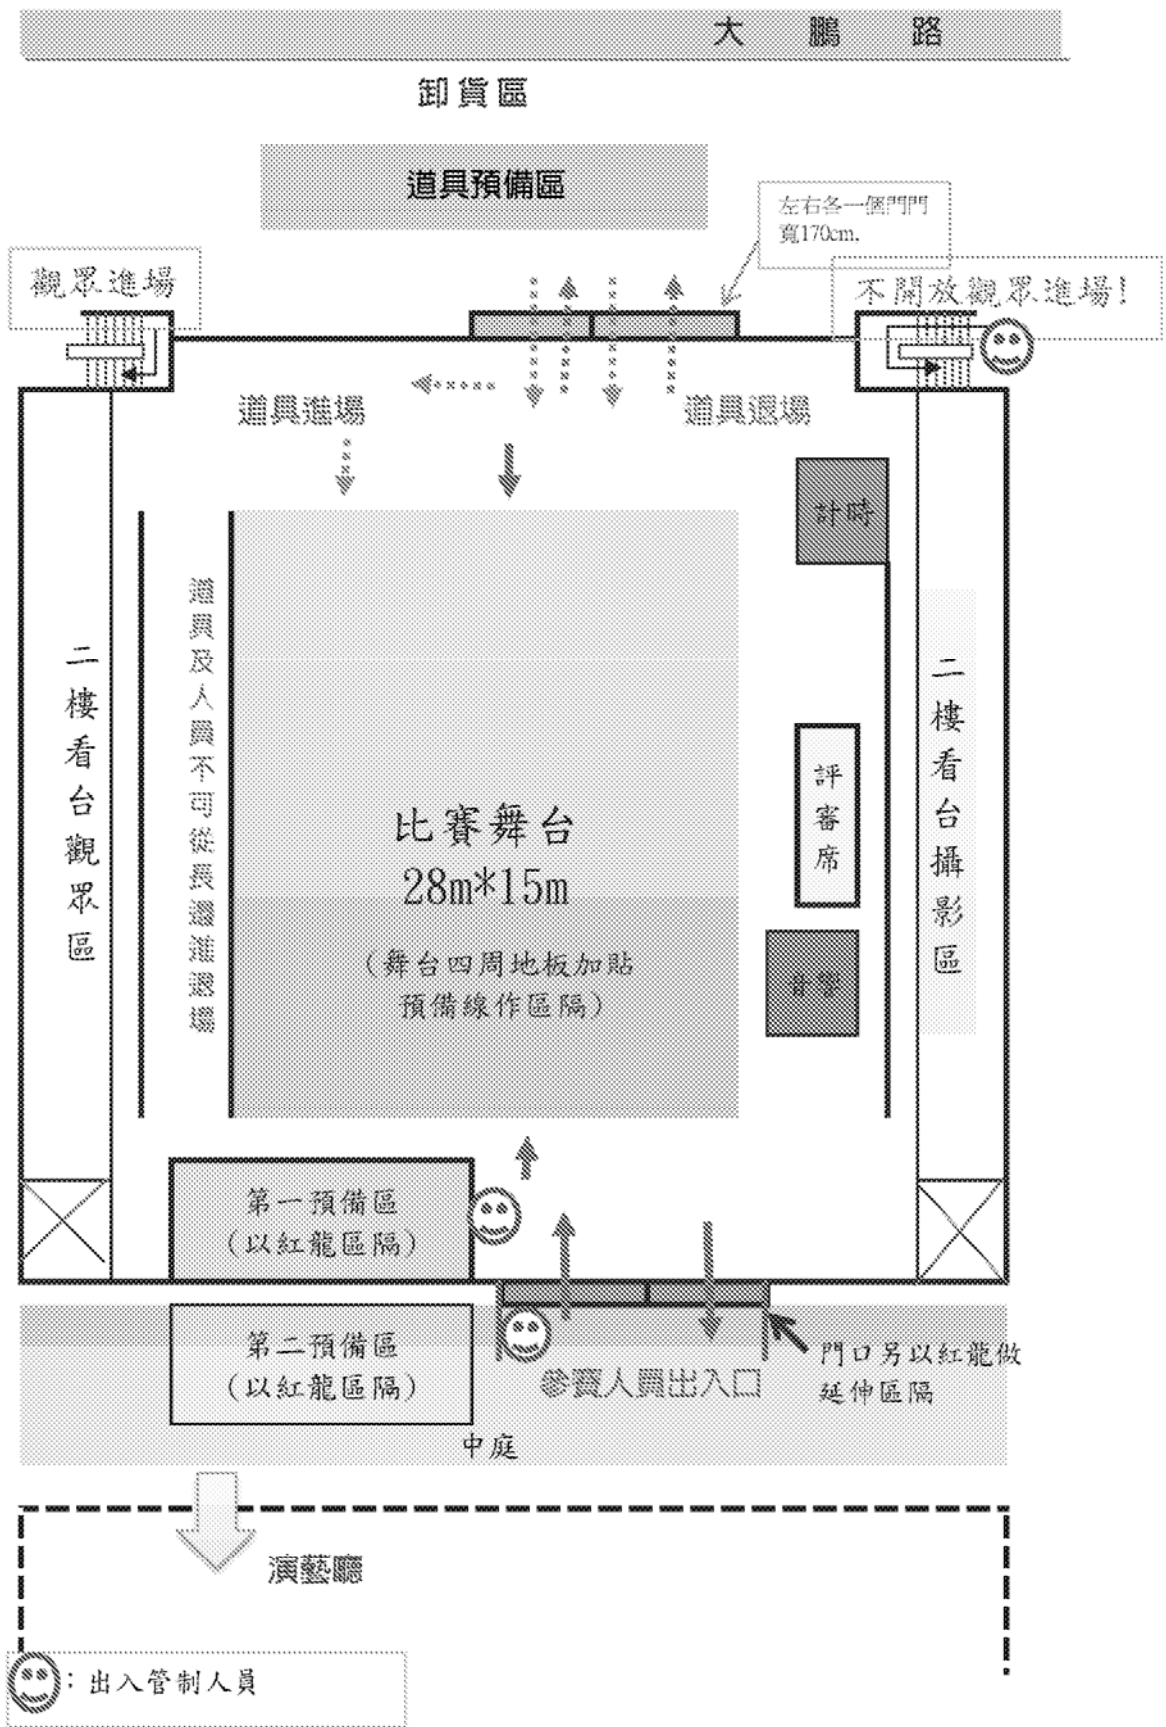 大鵬路
卸貨區
道具預備區
左右各一個門門
寬170cm,
觀眾進場
不開放觀眾進場!
道具進場
道具退場
計時
道具及人員不可從長邊進退場
二樓看台觀眾區
二樓看台攝影區
評審席
比賽舞台
28m*15m
(舞台四周地板加貼
預備線作區隔)
音響
第一預備區
(以紅龍區隔)
第二預備區
(以紅龍區隔)
參賽人員出入口
門口另以紅龍做
延伸區隔
中庭
演藝廳
:出入管制人員